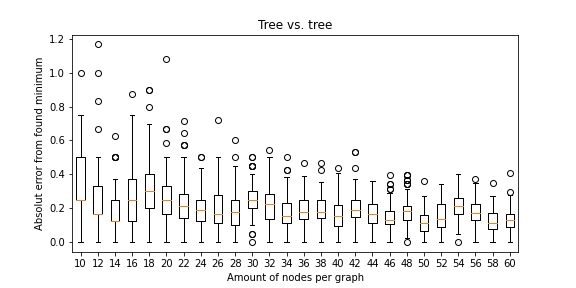 Tree vs. tree
Absolut error from found minimum
1.2
1.0
0.8
0.6
0.4
0.2
0.0
10 12 14 16 18 20 22 24 26 28 30 32 34 36 38 40 42 44 46 48 50 52 54 56 58 60
Amount of nodes per graph